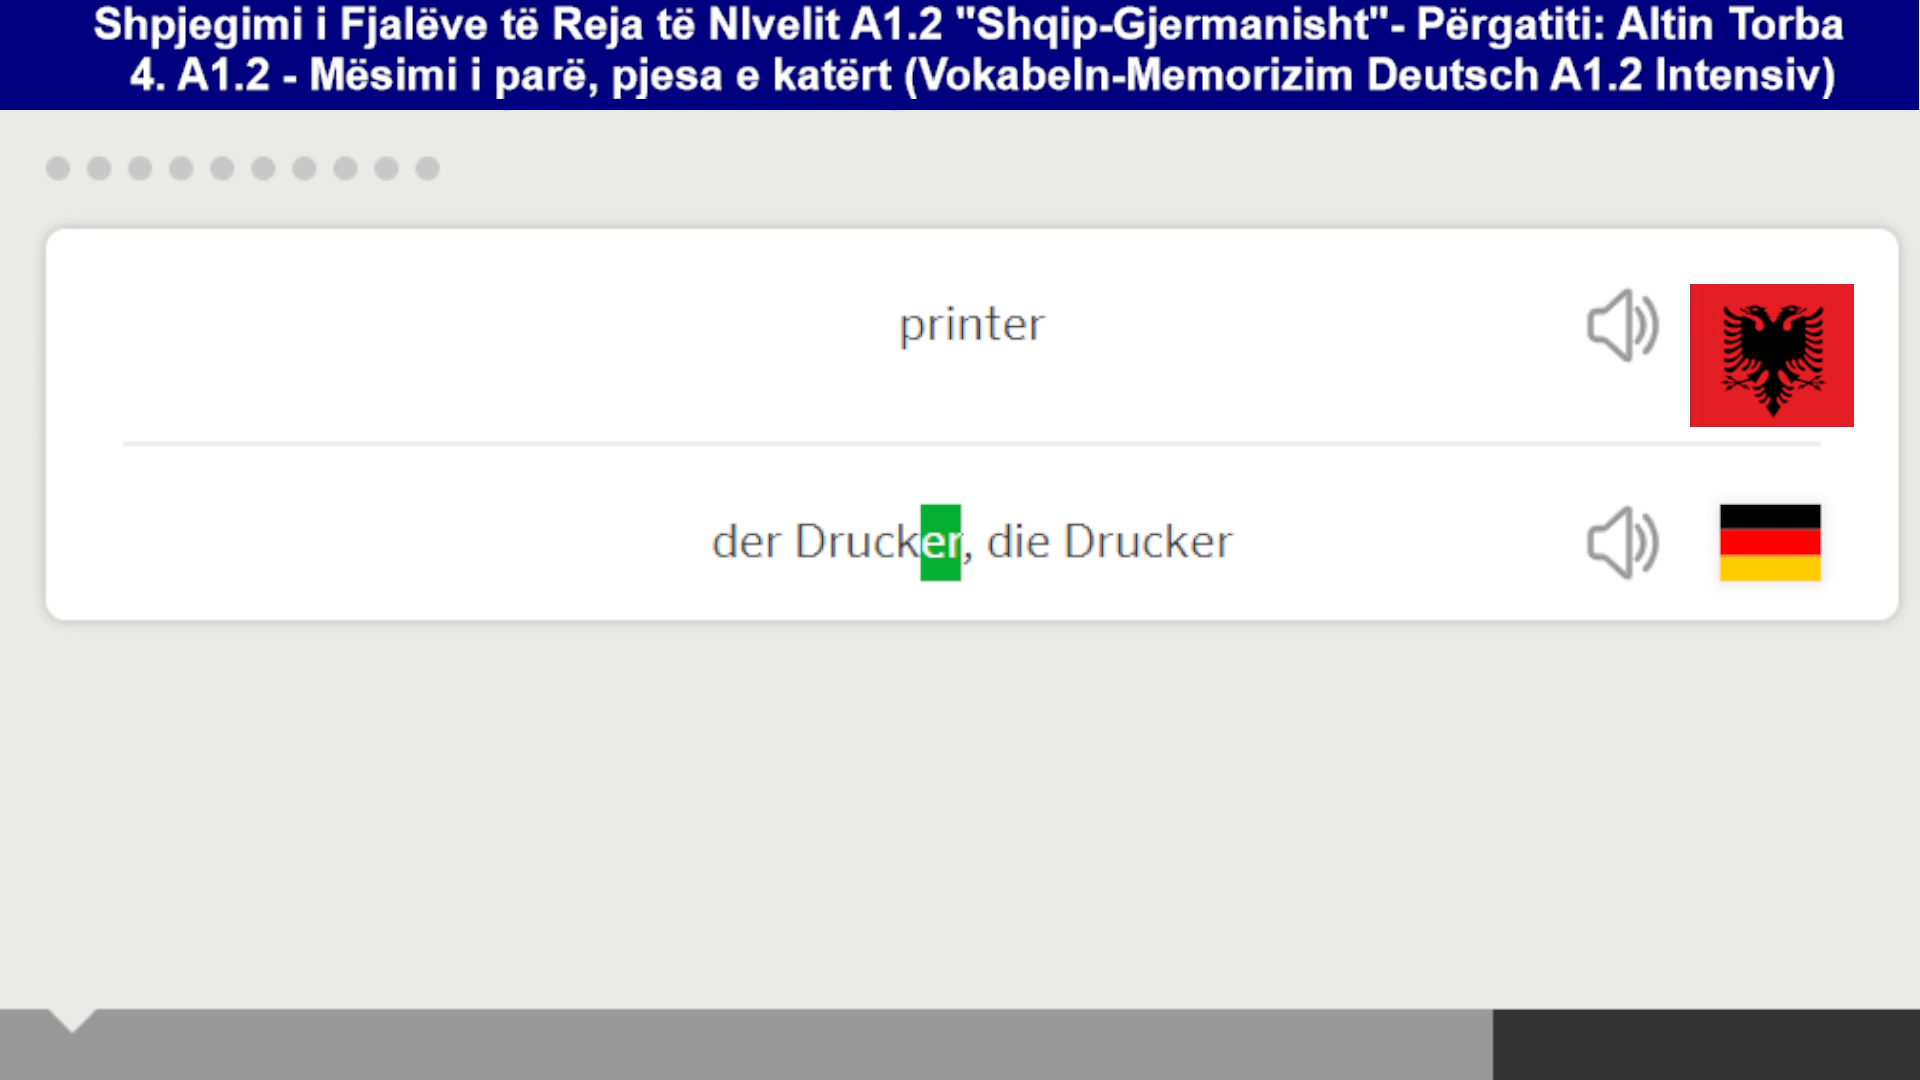 Shpjegimi i Fjalëve të Reja të NIvelit A1.2 "Shqip-Gjermanisht"- Përgatiti: Altin Torba
4. A1.2 - Mësimi i parë, pjesa e katërt (Vokabeln-Memorizim Deutsch A1.2 Intensiv)
printer
der Drucker, die Drucker